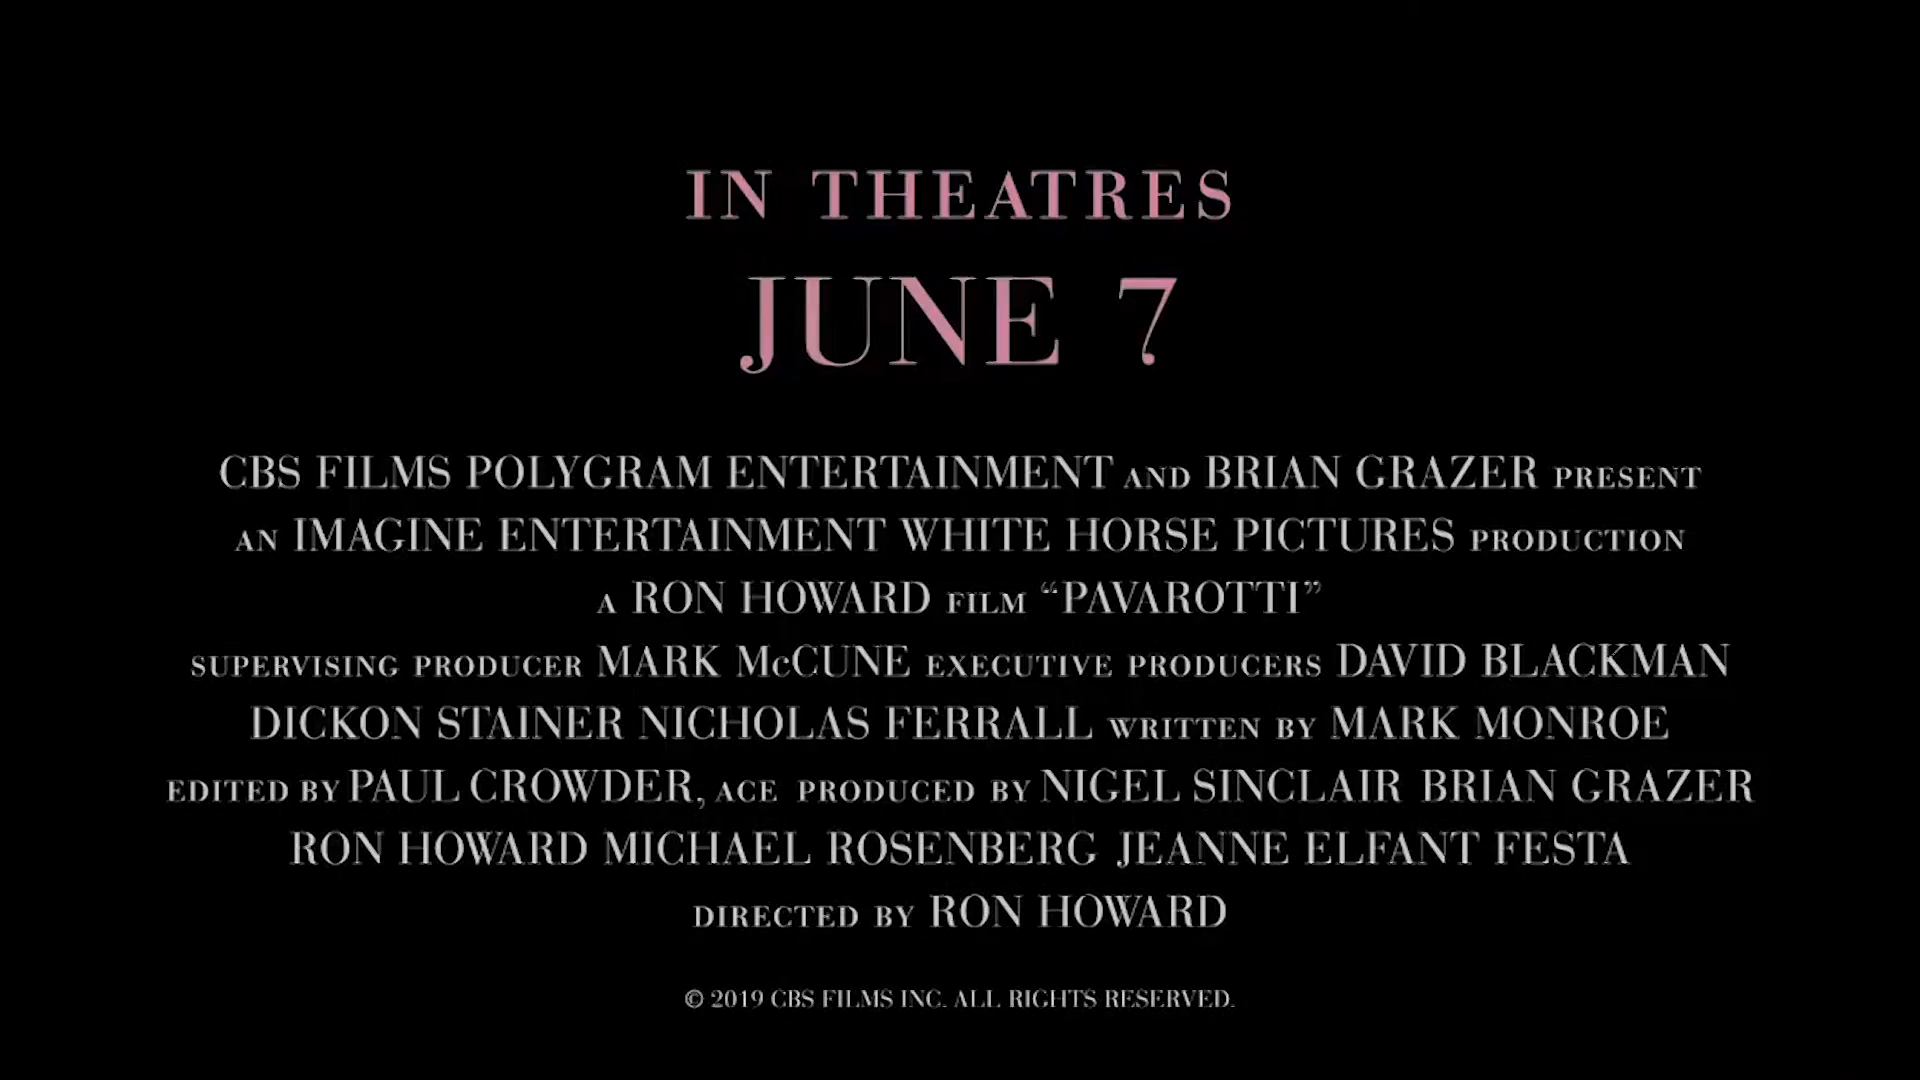 IN THEATRES
JUNE 7
CBS FILMS POLYGRAM ENTERTAINMENT AND BRIAN GRAZER PRESENT
AN IMAGINE ENTERTAINMENT WHITE HORSE PICTURES PRODUCTION
A RON HOWARD FILM “PAVAROTTI”
SUPERVISING PRODUCER MARK McCUNE EXECUTIVE PRODUCERS DAVID BLACKMAN
DICKON STAINER NICHOLAS FERRALL WRITTEN BY MARK MONROE
EDITED BY PAUL CROWDER, ACE PRODUCED BY NIGEL SINCLAIR BRIAN GRAZER
RON HOWARD MICHAEL ROSENBERG JEANNE ELFANT FESTA
DIRECTED BY RON HOWARD
© 2019 CBS FILMS INC. ALL RIGHTS RESERVED.